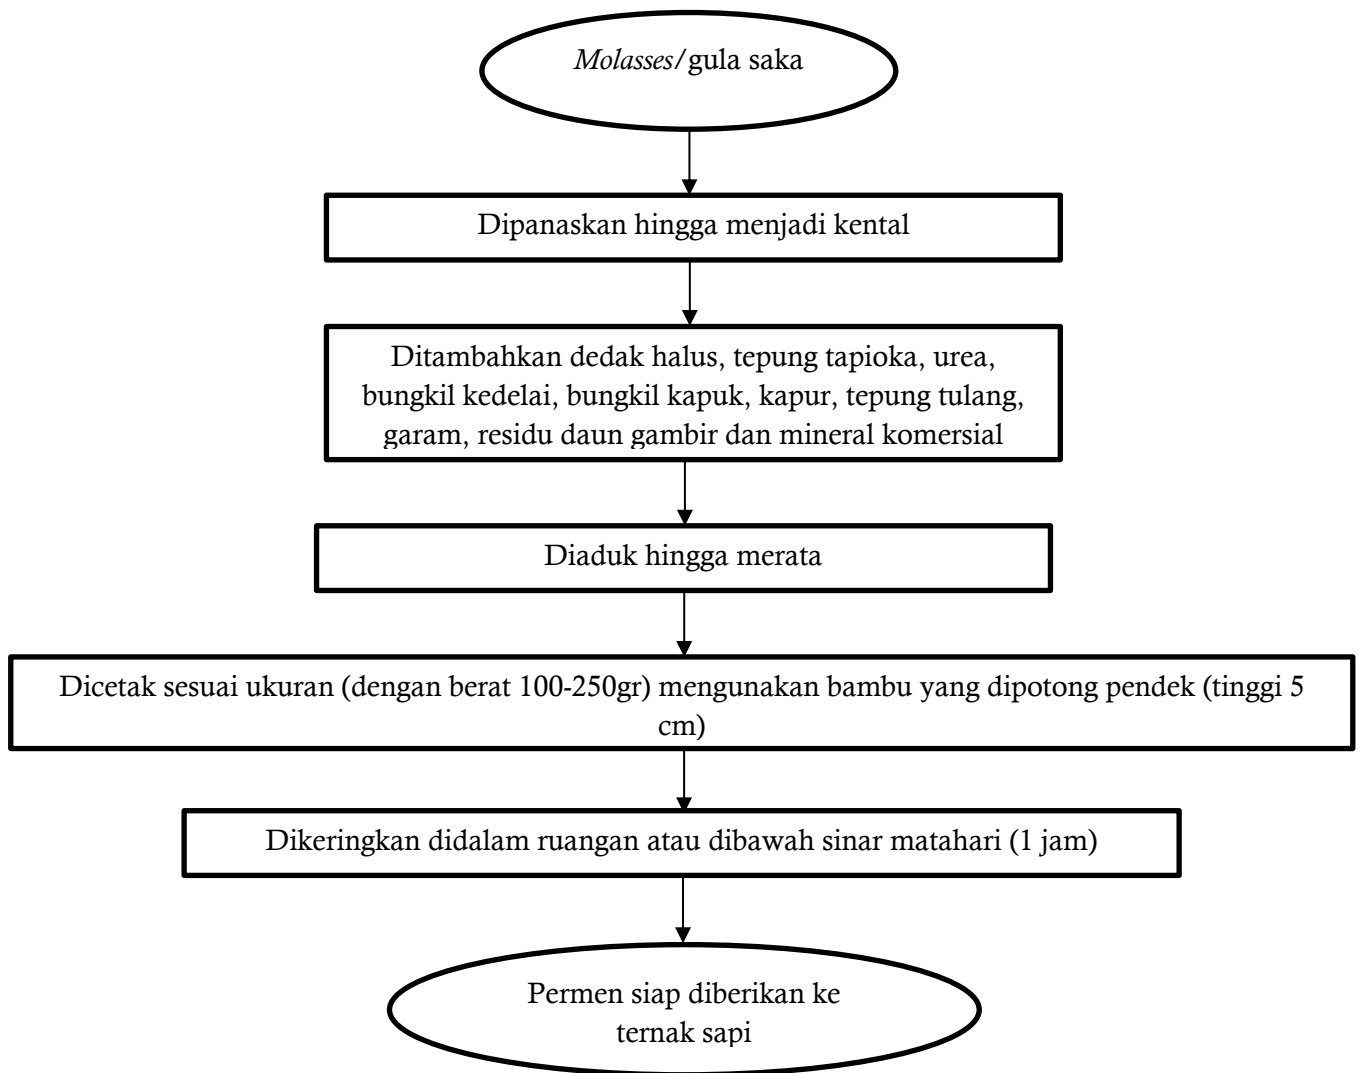 Molasses/gula saka
Dipanaskan hingga menjadi kental
Ditambahkan dedak halus, tepung tapioka, urea,
bungkil kedelai, bungkil kapuk, kapur, tepung tulang,
garam, residu daun gambir dan mineral komersial
Diaduk hingga merata
Dicetak sesuai ukuran (dengan berat 100-250gr) mengunakan bambu yang dipotong pendek (tinggi 5
cm)
Dikeringkan didalam ruangan atau dibawah sinar matahari (1 jam)
Permen siap diberikan ke
ternak sapi